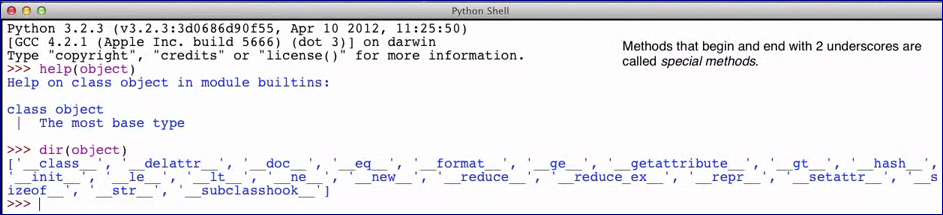 Python Shell
Python 3.2.3 (v3.2.3:3d0686d90f55, Apr 10 2012, 11:25:50)
[GCC 4.2.1 (Apple Inc. build 5666) (dot 3)] on darwin
Type "copyright", "credits" or "license()" for more information.
Methods that begin and end with 2 underscores are
called special methods.
>>> help(object)
Help on class object in module builtins:
class object
 |  The most base type
>>> dir(object)
['__class__', '__delattr__', '__doc__', '__eq__', '__format__', '__ge__', '__getattribute__', '__gt__', '__hash__',
'__init__', '__le__', '__lt__', '__ne__', '__new__', '__reduce__', '__reduce_ex__', '__repr__', '__setattr__', '__s
izeof__', '__str__', '__subclasshook__']
>>>